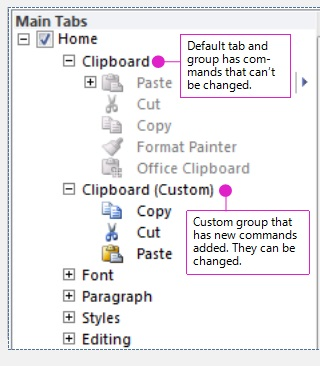 Main Tabs
Home
Clipboard
Default tab and
group has com-
mands that can't
be changed.
Paste
Cut
Copy
Format Painter
Office Clipboard
Clipboard (Custom)
Copy
Cut
Paste
Custom group that
has new commands
added. They can be
changed.
Font
Paragraph
Styles
Editing